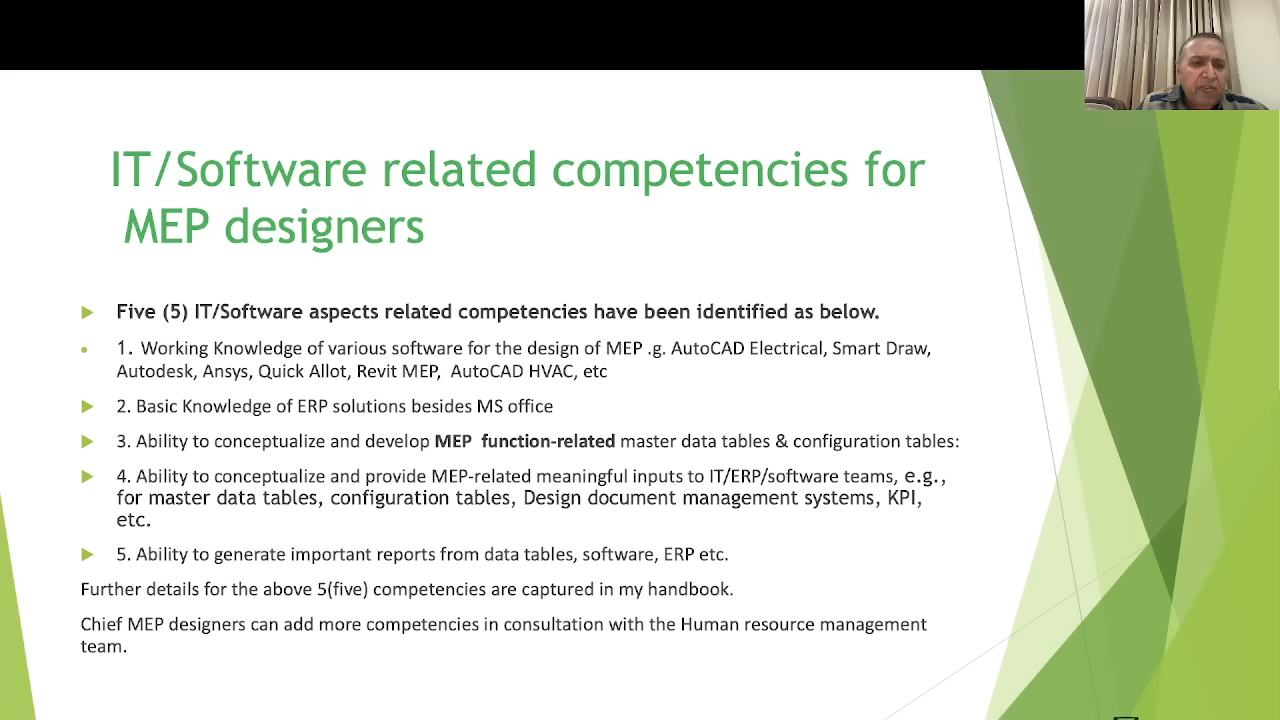 IT/Software related competencies for
MEP designers
Five (5) IT/Software aspects related competencies have been identified as below.
1. Working Knowledge of various software for the design of MEP .g. AutoCAD Electrical, Smart Draw,
Autodesk, Ansys, Quick Allot, Revit MEP, AutoCAD HVAC, etc
2. Basic Knowledge of ERP solutions besides MS office
3. Ability to conceptualize and develop MEP function-related master data tables & configuration tables:
4. Ability to conceptualize and provide MEP-related meaningful inputs to IT/ERP/software teams, e.g.,
for master data tables, configuration tables, Design document management systems, KPI,
etc.
5. Ability to generate important reports from data tables, software, ERP etc.
Further details for the above 5(five) competencies are captured in my handbook.
Chief MEP designers can add more competencies in consultation with the Human resource management
team.